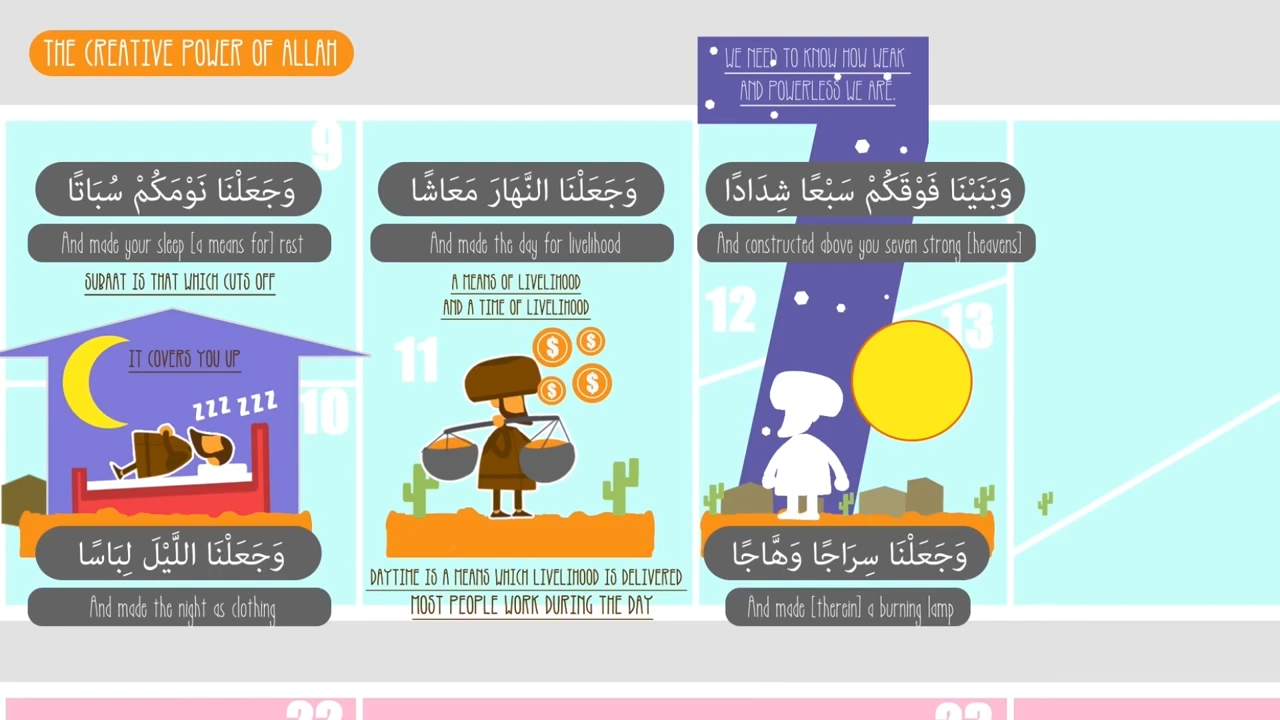 THE CREATIVE POWER OF ALLAH
WE NEED TO KNOW HOW WEAK
AND POWERLESS WE ARE.
9
وَجَعَلْنَا نَوْمَكُمْ سُبَاتًا
And made your sleep [a means for] rest
SUBAAT IS THAT WHICH CUTS OFF
IT COVERS YOU UP
ZZZ ZZZ
10
وَجَعَلْنَا اللَّيْلَ لِبَاسًا
And made the night as clothing
وَجَعَلْنَا النَّهَارَ مَعَاشًا
And made the day for livelihood
A MEANS OF LIVELIHOOD
AND A TIME OF LIVELIHOOD
11
$ $
$ $
DAYTIME IS A MEANS WHICH LIVELIHOOD IS DELIVERED
MOST PEOPLE WORK DURING THE DAY
وَبَنَيْنَا فَوْقَكُمْ سَبْعًا شِدَادًا
And constructed above you seven strong [heavens]
12
13
7
وَجَعَلْنَا سِرَاجًا وَهَّاجًا
And made [therein] a burning lamp